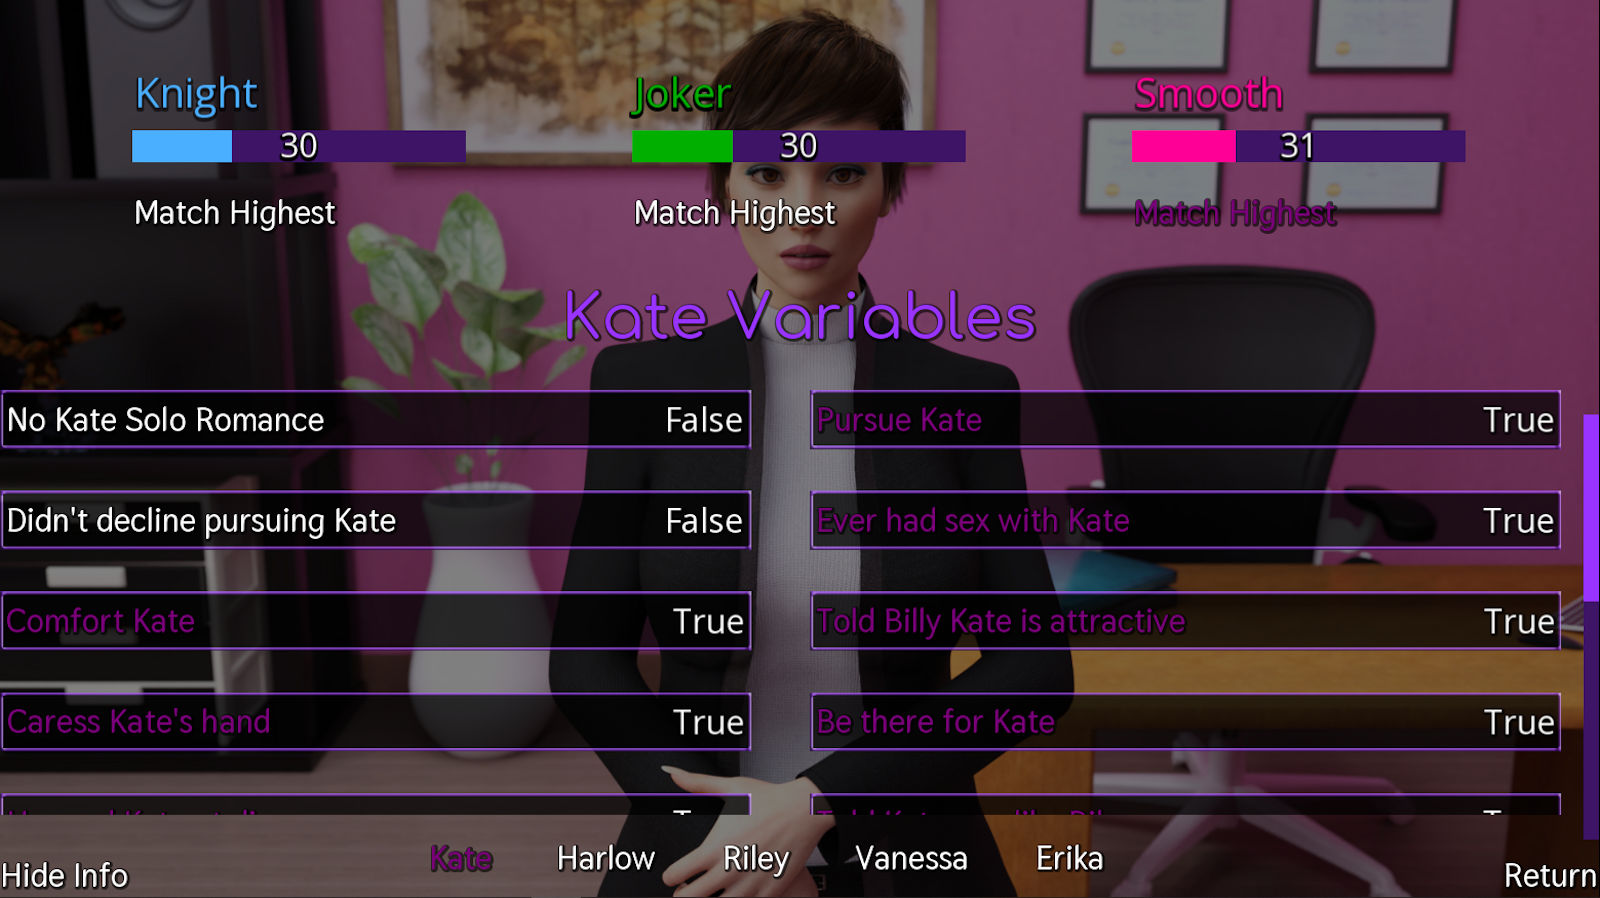 Knight
Joker
Smooth
30
30
31
Match Highest
Match Highest
Match Highest
Kate Variables
No Kate Solo Romance False
Pursue Kate True
Didn't decline pursuing Kate False
Ever had sex with Kate True
Comfort Kate True
Told Billy Kate is attractive True
Caress Kate's hand True
Be there for Kate True
Hide Info
Kate
Harlow
Riley
Vanessa
Erika
Return